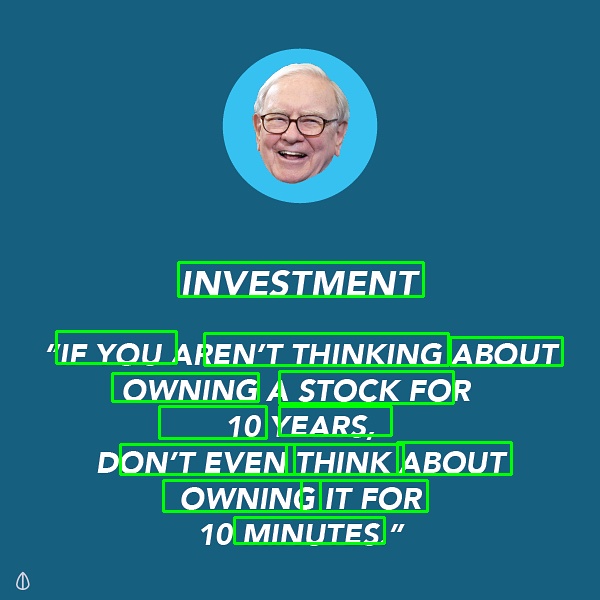 INVESTMENT
“IF YOU AREN’T THINKING ABOUT
OWNING A STOCK FOR
10 YEARS,
DON’T EVEN THINK ABOUT
OWNING IT FOR
10 MINUTES.”